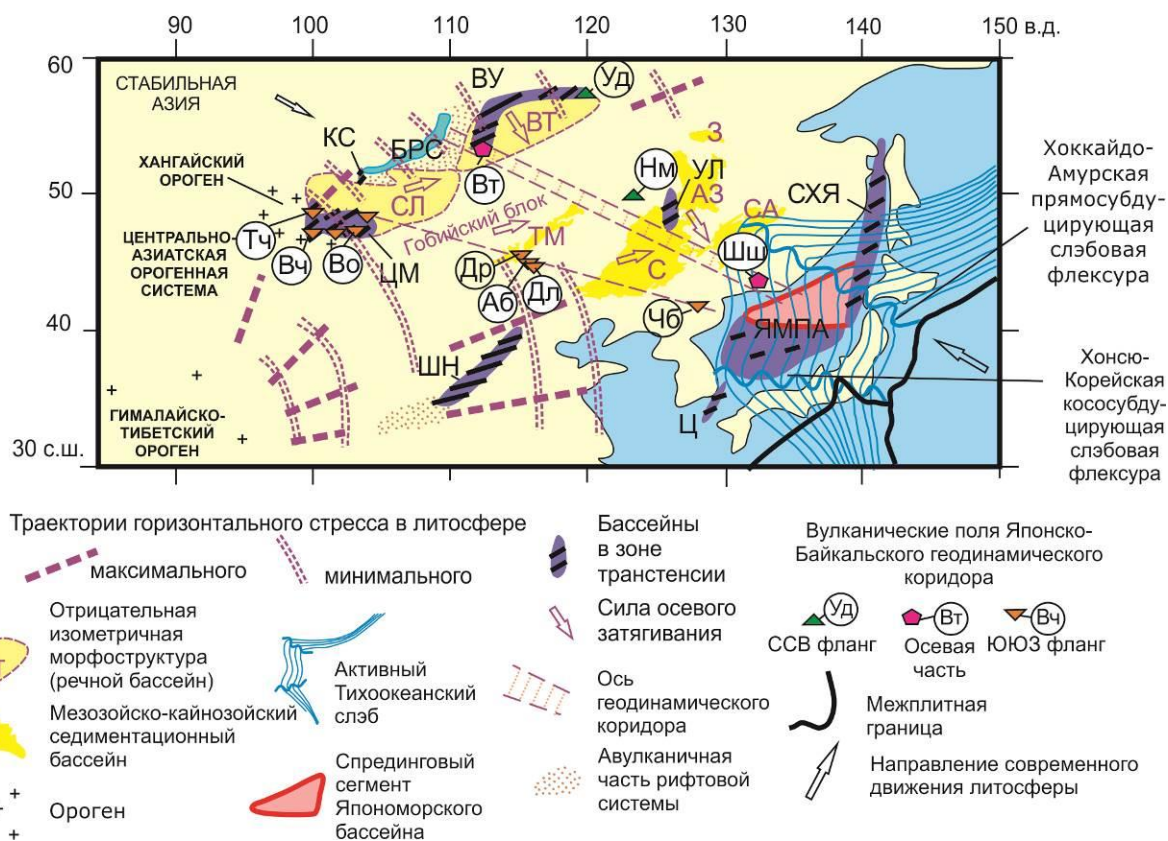 90
100
110
120
130
140
150 в.д.
60
50
40
30 с.ш.
СТАБИЛЬНАЯ
АЗИЯ
ХАНГАЙСКИЙ
ОРОГЕН
ЦЕНТРАЛЬНО-
АЗИАТСКАЯ
ОРОГЕННАЯ
СИСТЕМА
ГИМАЛАЙСКО-
ТИБЕТСКИЙ
ОРОГЕН
КС
БРС
ВУ
Уд
ВТ
Вт
СЛ
Тч
Вч
Во
ЦМ
Гобийский блок
ТМ
Др
Аб
Дл
ШН
З
Нм
УЛ
АЗ
СА
С
Шш
Чб
СХЯ
ЯМПА
Ц
Хоккайдо-
Амурская
прямосубду-
цирующая
слэбовая
флексура
Хонсю-
Корейская
кососубду-
цирующая
слэбовая
флексура
Траектории горизонтального стресса в литосфере
максимального
минимального
Отрицательная
изометричная
морфоструктура
(речной бассейн)
Мезозойско-кайнозойский
седиментационный
бассейн
Ороген
Активный
Тихоокеанский
слэб
Спрединговый
сегмент
Япономорского
бассейна
Бассейны
в зоне
транстенсии
Сила осевого
затягивания
Ось
геодинамического
коридора
Авулканичная
часть рифтовой
системы
Вулканические поля Японско-
Байкальского геодинамического
коридора
Уд
Вт
Вч
ССВ фланг
Осевая
часть
ЮЮЗ фланг
Межплитная
граница
Направление современного
движения литосферы